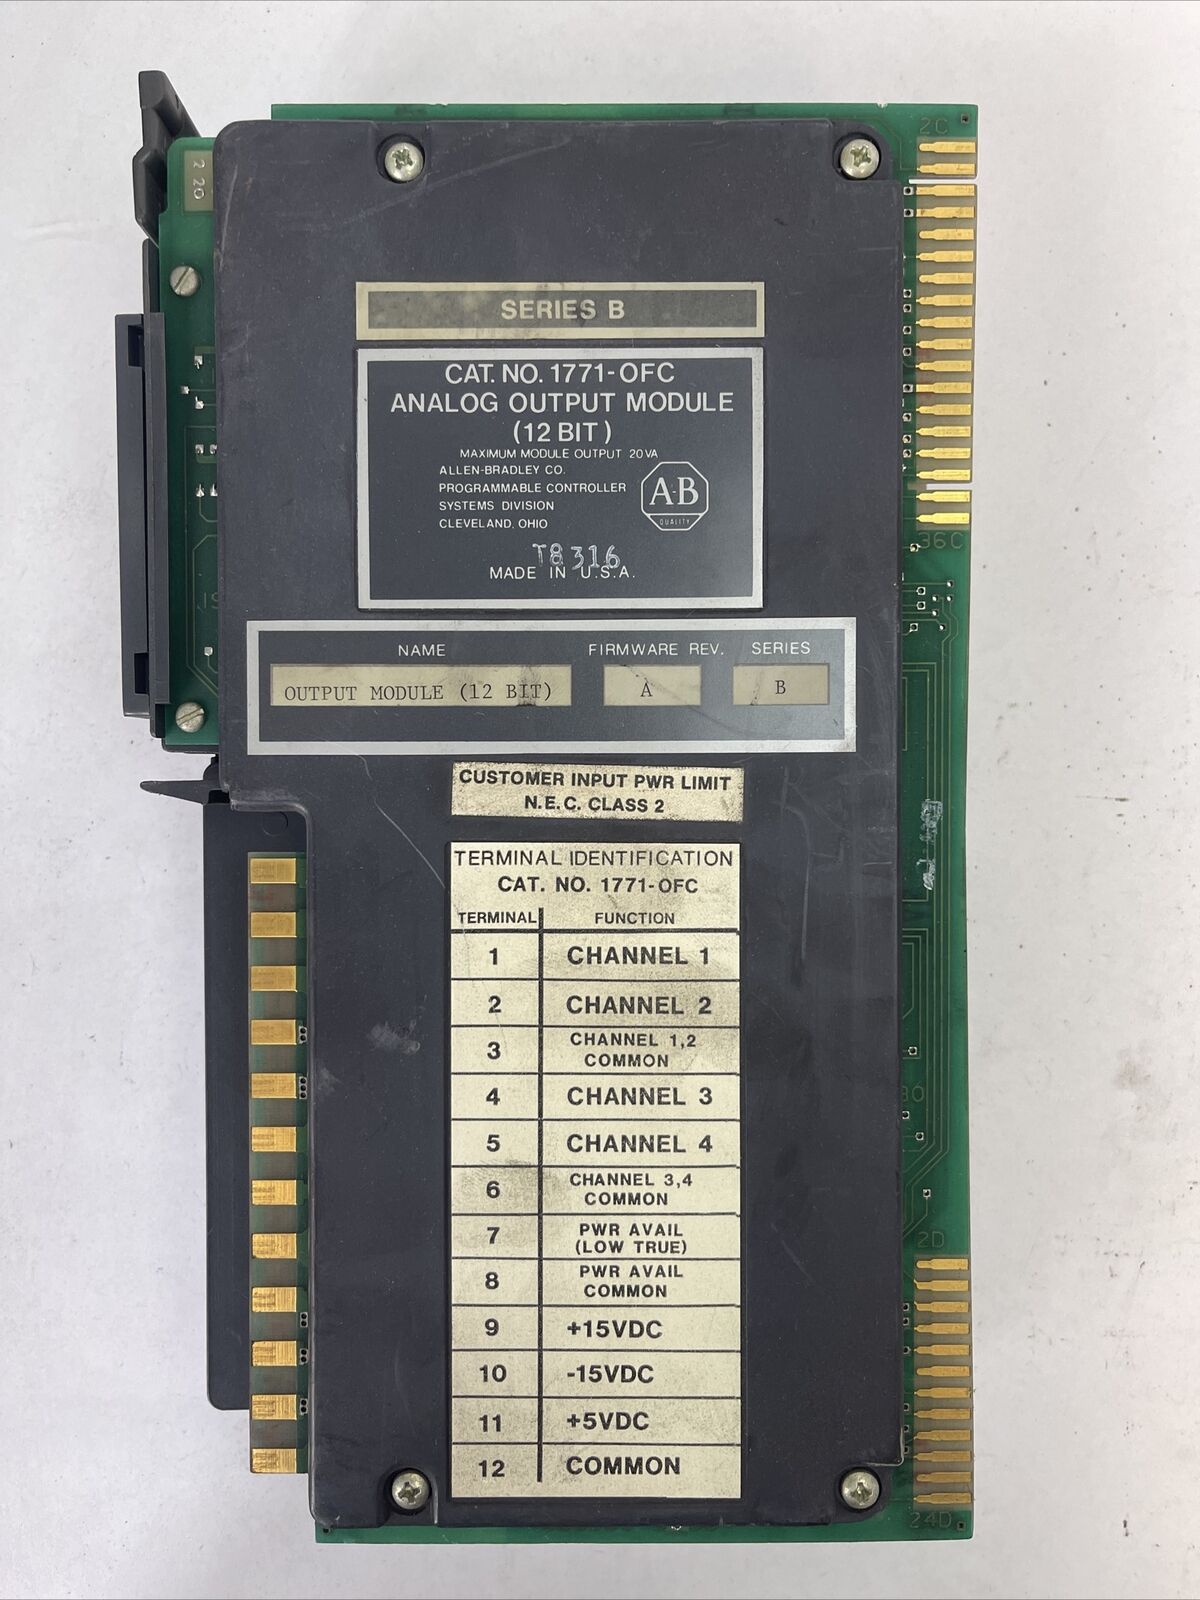 2C
2 20
SERIES B
CAT. NO. 1771-OFC
ANALOG OUTPUT MODULE
(12 BIT)
MAXIMUM MODULE OUTPUT 20VA
ALLEN-BRADLEY CO.
PROGRAMMABLE CONTROLLER
SYSTEMS DIVISION
CLEVELAND, OHIO
A-B
QUALITY
T8316
MADE IN U.S.A.
36C
NAME FIRMWARE REV. SERIES
OUTPUT MODULE (12 BIT) A B
CUSTOMER INPUT PWR LIMIT
N.E.C. CLASS 2
TERMINAL IDENTIFICATION
CAT. NO. 1771-OFC
TERMINAL FUNCTION
1 CHANNEL 1
2 CHANNEL 2
3 CHANNEL 1,2
COMMON
4 CHANNEL 3
5 CHANNEL 4
6 CHANNEL 3,4
COMMON
7 PWR AVAIL
(LOW TRUE)
8 PWR AVAIL
COMMON
9 +15VDC
10 -15VDC
11 +5VDC
12 COMMON
2D
24D